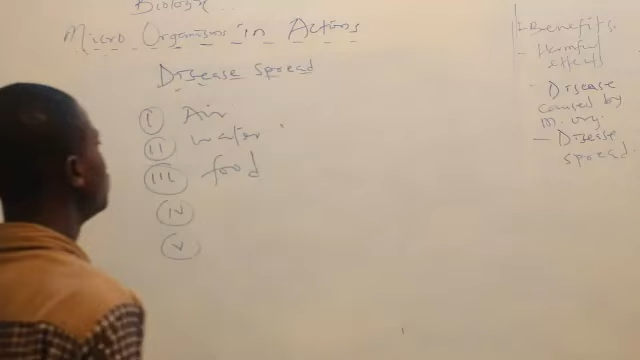 Biology
Micro Organisms in Actions
Disease Spread
I Air
II water
III food
IV
V
- Benefits.
- Harmful
effects
- Disease
caused by
m. org.
- Disease
spread.